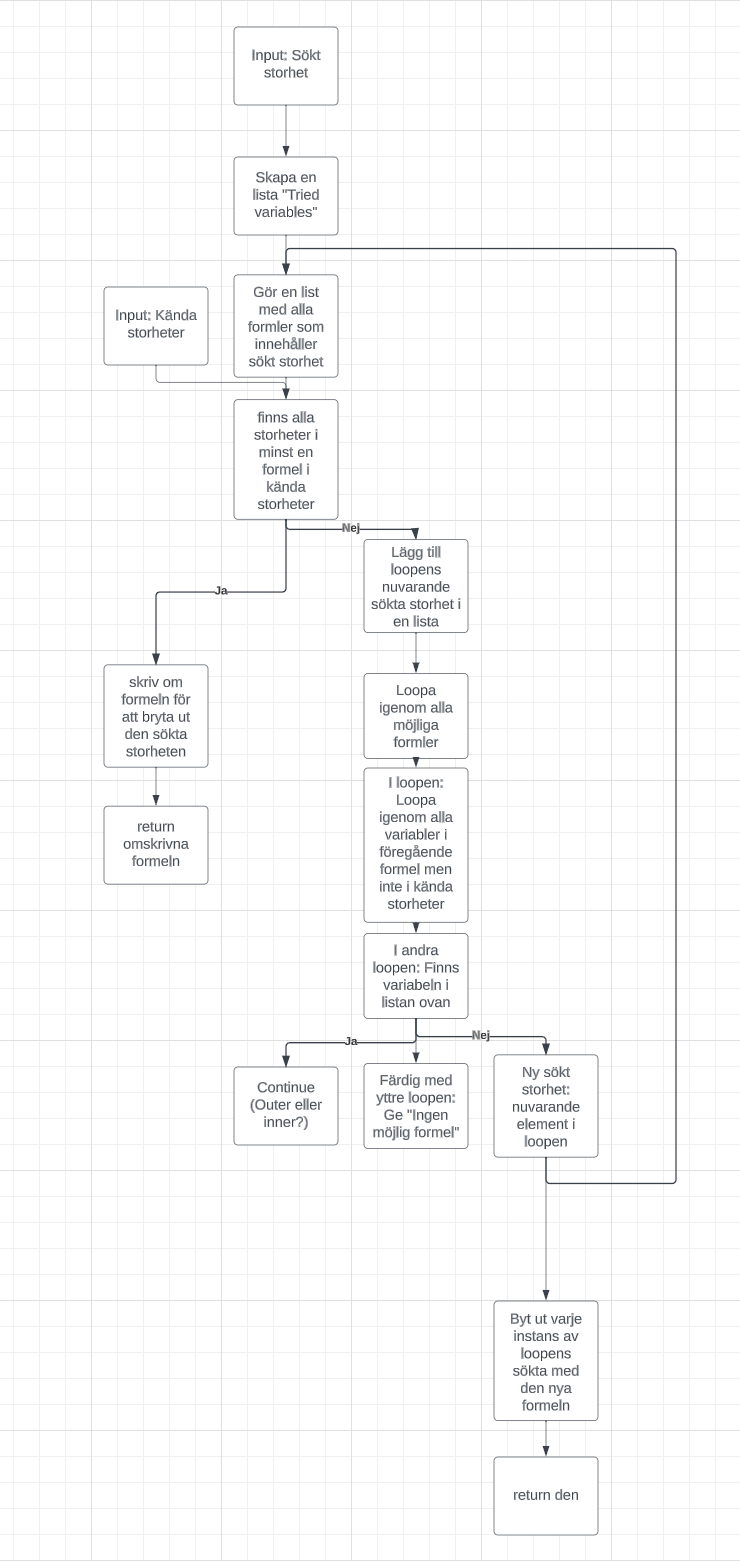 Input: Sökt
storhet
Skapa en
lista "Tried
variables"
Gör en list
med alla
formler som
innehåller
sökt storhet
Input: Kända
storheter
finns alla
storheter i
minst en
formel i
kända
storheter
Nej
Ja
Lägg till
loopens
nuvarande
sökta storhet i
en lista
skriv om
formeln för
att bryta ut
den sökta
storheten
Loopa
igenom alla
möjliga
formler
return
omskrivna
formeln
I loopen:
Loopa
igenom alla
variabler i
föregående
formel men
inte i kända
storheter
I andra
loopen: Finns
variabeln i
listan ovan
Ja
Nej
Continue
(Outer eller
inner?)
Färdig med
yttre loopen:
Ge "Ingen
möjlig formel"
Ny sökt
storhet:
nuvarande
element i
loopen
Byt ut varje
instans av
loopens
sökta med
den nya
formeln
return den